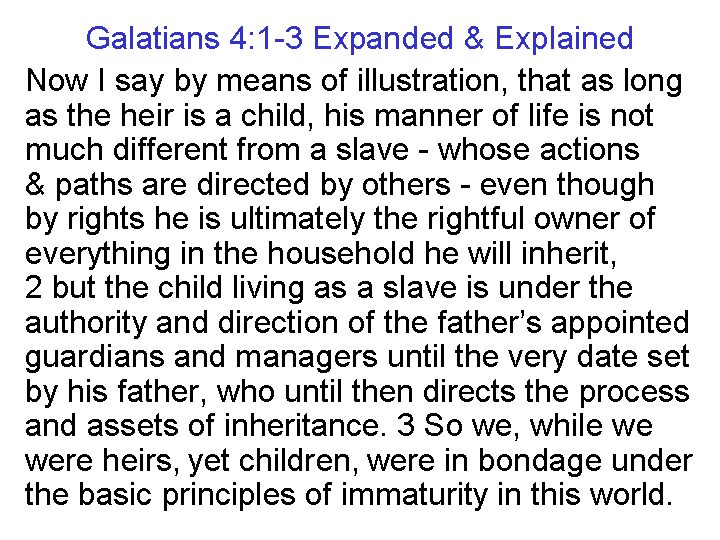 Galatians 4:1-3 Expanded & Explained
Now I say by means of illustration, that as long
as the heir is a child, his manner of life is not
much different from a slave - whose actions
& paths are directed by others - even though
by rights he is ultimately the rightful owner of
everything in the household he will inherit,
2 but the child living as a slave is under the
authority and direction of the father’s appointed
guardians and managers until the very date set
by his father, who until then directs the process
and assets of inheritance. 3 So we, while we
were heirs, yet children, were in bondage under
the basic principles of immaturity in this world.